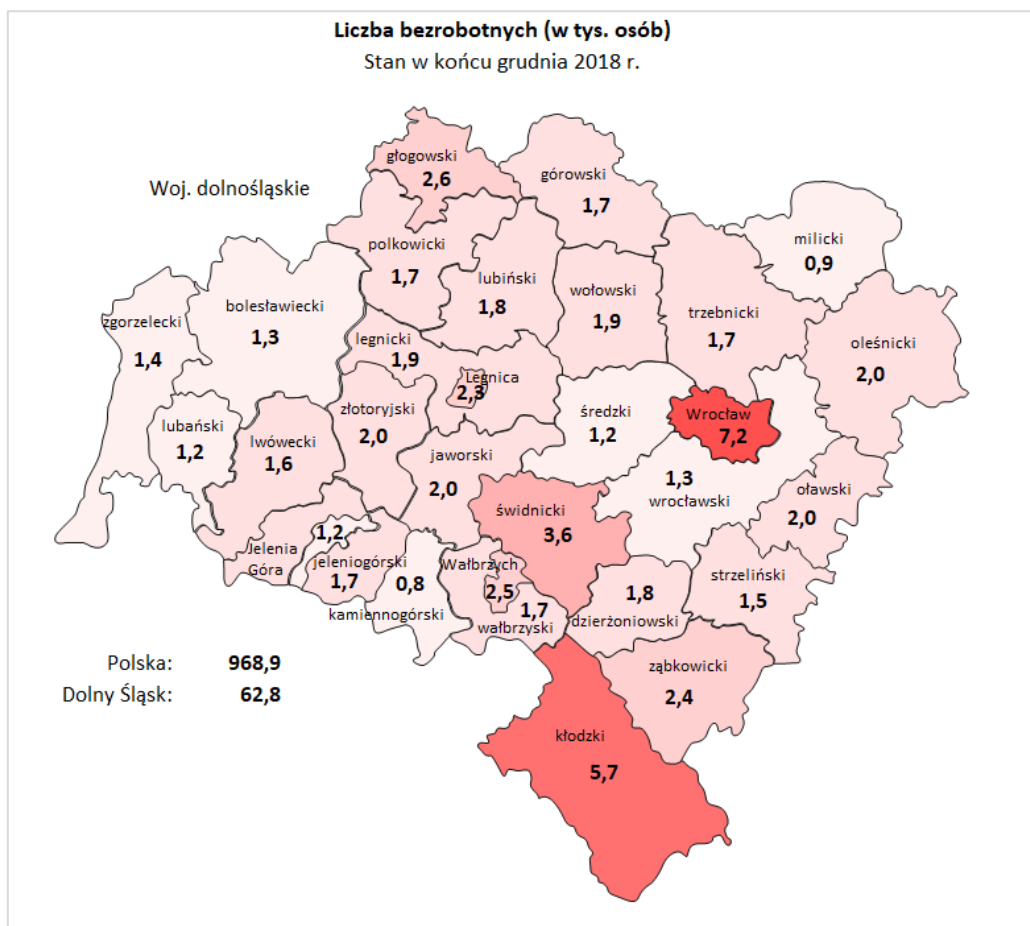 Liczba bezrobotnych (w tys. osób)
Stan w końcu grudnia 2018 r.
Woj. dolnośląskie
głogowski
2,6
górowski
1,7
milicki
0,9
polkowicki
1,7
lubiński
1,8
wołowski
1,9
trzebnicki
1,7
oleśnicki
2,0
zgorzelecki
1,4
bolesławiecki
1,3
legnicki
1,9
Legnica
2,3
złotoryjski
2,0
średzki
1,2
Wrocław
7,2
lubański
1,2
lwówecki
1,6
jaworski
2,0
1,3
wrocławski
oławski
2,0
świdnicki
3,6
Jelenia
Góra
1,2
jeleniogórski
1,7
0,8
kamiennogórski
Wałbrzych
2,5
1,7
wałbrzyski
1,8
dzierżoniowski
strzeliński
1,5
ząbkowicki
2,4
kłodzki
5,7
Polska: 968,9
Dolny Śląsk: 62,8